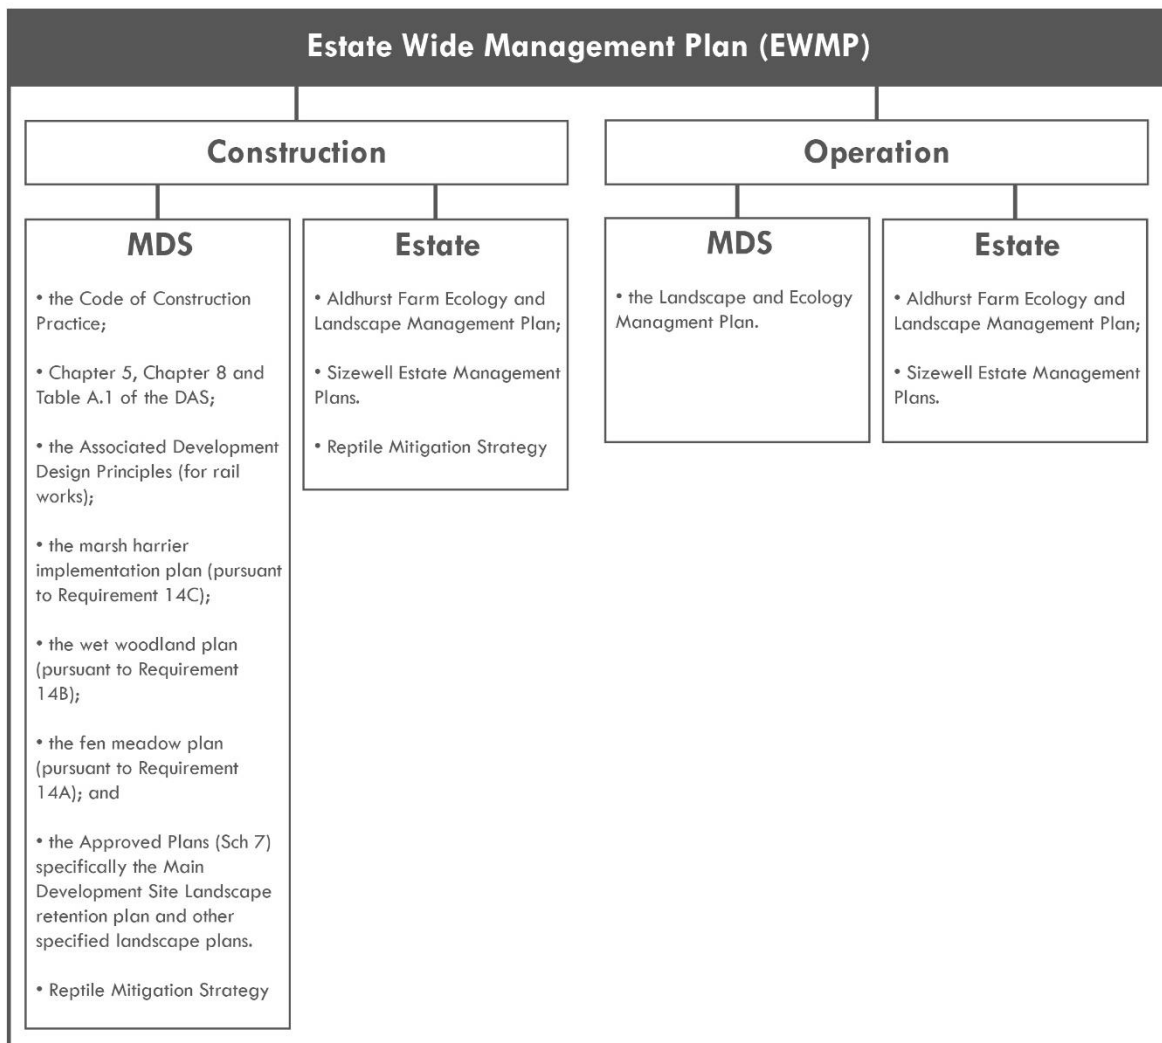 Estate Wide Management Plan (EWMP)
Construction
MDS
• the Code of Construction
Practice;
• Chapter 5, Chapter 8 and
Table A.1 of the DAS;
• the Associated Development
Design Principles (for rail
works);
• the marsh harrier
implementation plan (pursuant
to Requirement 14C);
• the wet woodland plan
(pursuant to Requirement
14B);
• the fen meadow plan
(pursuant to Requirement
14A); and
• the Approved Plans (Sch 7)
specifically the Main
Development Site Landscape
retention plan and other
specified landscape plans.
• Reptile Mitigation Strategy
Estate
• Aldhurst Farm Ecology and
Landscape Management Plan;
• Sizewell Estate Management
Plans.
• Reptile Mitigation Strategy
Operation
MDS
• the Landscape and Ecology
Managment Plan.
Estate
• Aldhurst Farm Ecology and
Landscape Management Plan;
• Sizewell Estate Management
Plans.